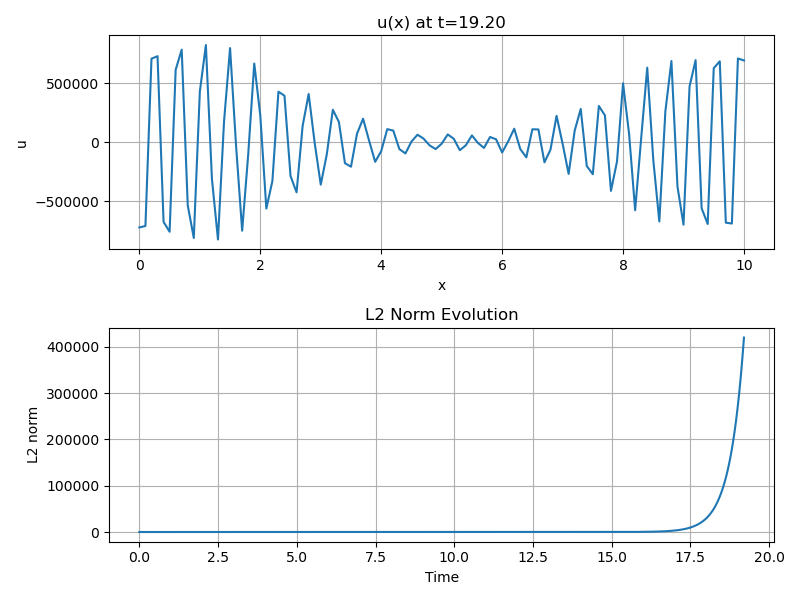 u(x) at t=19.20
500000
0
−500000
u
0 2 4 6 8 10
x
L2 Norm Evolution
400000
300000
200000
100000
0
L2 norm
0.0 2.5 5.0 7.5 10.0 12.5 15.0 17.5 20.0
Time